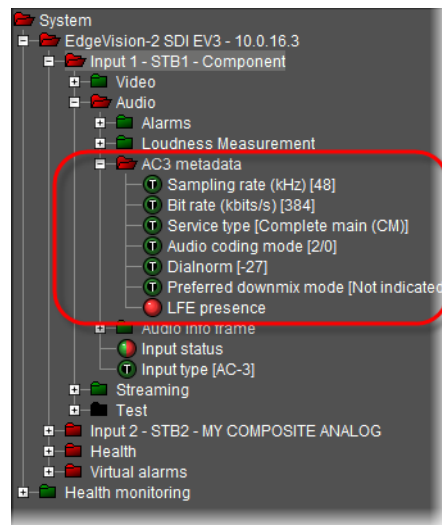 System
EdgeVision-2 SDI EV3 - 10.0.16.3
Input 1 - STB1 - Component
Video
Audio
Alarms
Loudness Measurement
AC3 metadata
T Sampling rate (kHz) [48]
T Bit rate (kbits/s) [384]
T Service type [Complete main (CM)]
T Audio coding mode [2/0]
T Dialnorm [-27]
T Preferred downmix mode [Not indicated
LFE presence
Audio info frame
Input status
T Input type [AC-3]
Streaming
Test
Input 2 - STB2 - MY COMPOSITE ANALOG
Health
Virtual alarms
Health monitoring